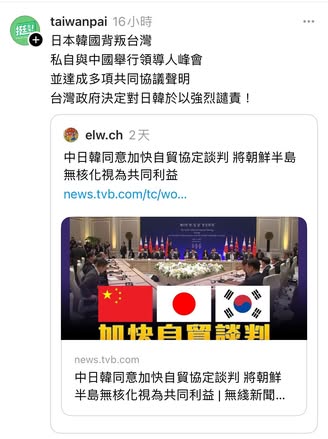 挺
taiwanpai 16小時
日本韓國背叛台灣
私自與中國舉行領導人峰會
並達成多項共同協議聲明
台灣政府決定對日韓於以強烈譴責！
elw.ch 2天
中日韓同意加快自貿協定談判 將朝鮮半島
無核化視為共同利益
news.tvb.com/tc/wo...
加快自貿談判
news.tvb.com
中日韓同意加快自貿協定談判 將朝鮮
半島無核化視為共同利益 | 無綫新聞...